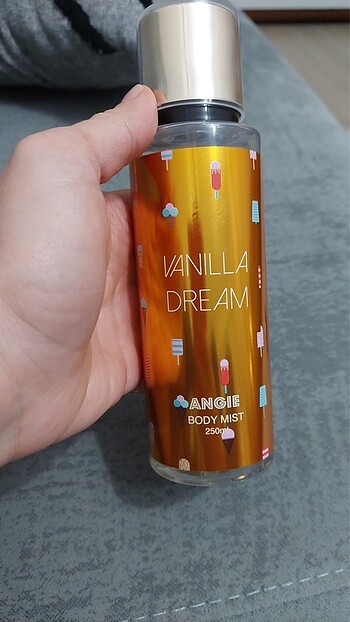 VANILLA
DREAM
ANGIE
BODY MIST
250ml